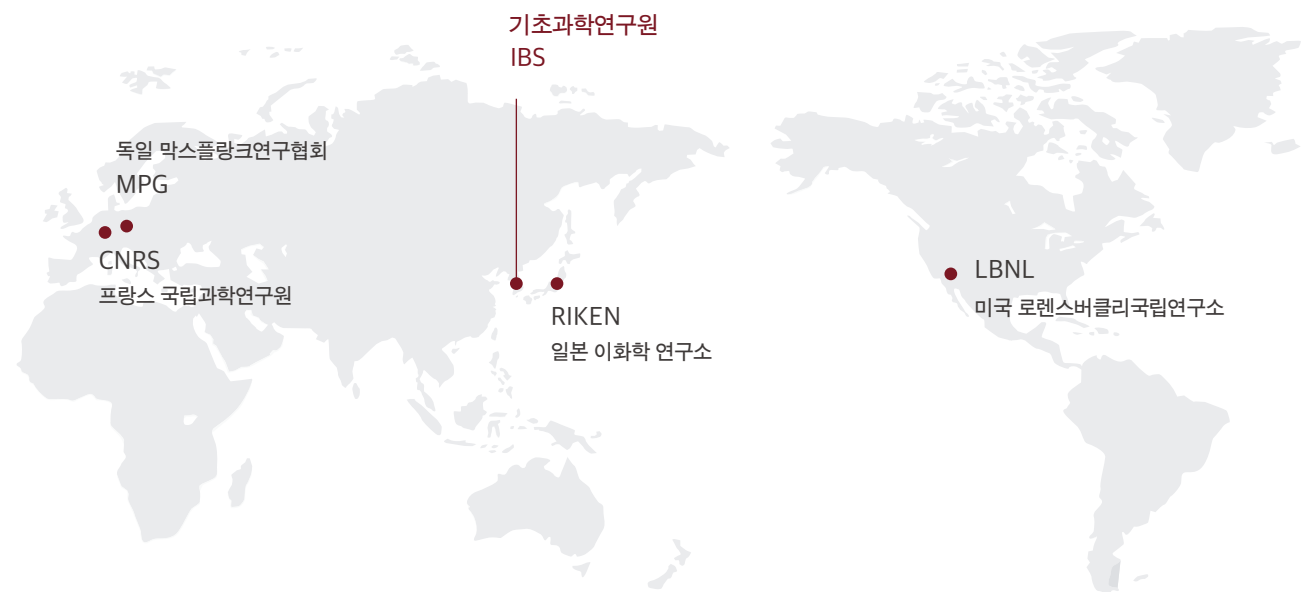 기초과학연구원
IBS
독일 막스플랑크연구협회
MPG
CNRS
프랑스 국립과학연구원
RIKEN
일본 이화학 연구소
LBNL
미국 로렌스버클리국립연구소